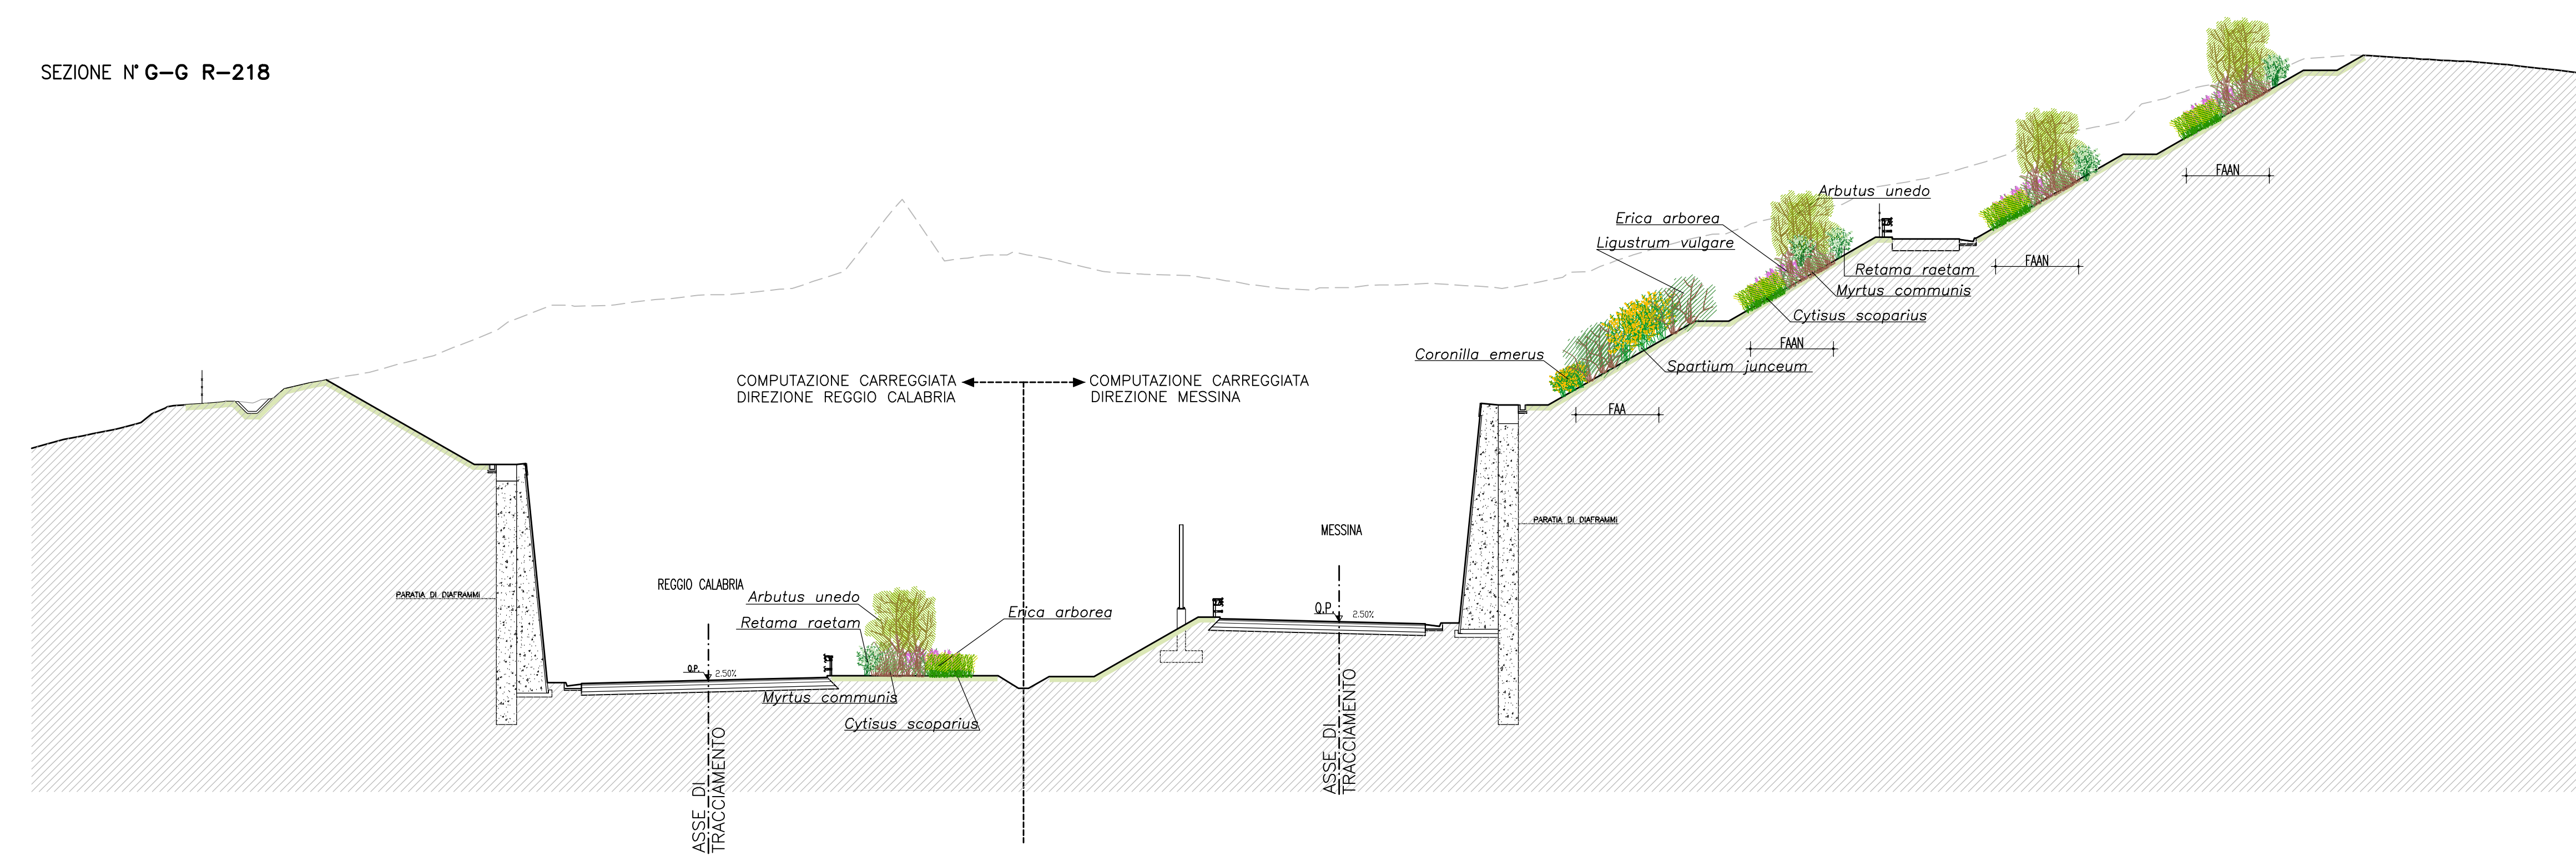 SEZIONE N° G-G R-218
FAAN
Arbutus unedo
Erica arborea
Ligustrum vulgare
FAAN
Retama raetam
Myrtus communis
Cytisus scoparius
FAAN
Coronilla emerus
Spartium junceum
FAA
COMPUTAZIONE CARREGGIATA
DIREZIONE REGGIO CALABRIA
COMPUTAZIONE CARREGGIATA
DIREZIONE MESSINA
PARATIA DI DIAFRAMMI
MESSINA
REGGIO CALABRIA
PARATIA DI DIAFRAMMI
Arbutus unedo
Retama raetam
Erica arborea
Q.P.
2.50%
Q.P.
2.50%
Myrtus communis
Cytisus scoparius
ASSE DI
TRACCIAMENTO
ASSE DI
TRACCIAMENTO